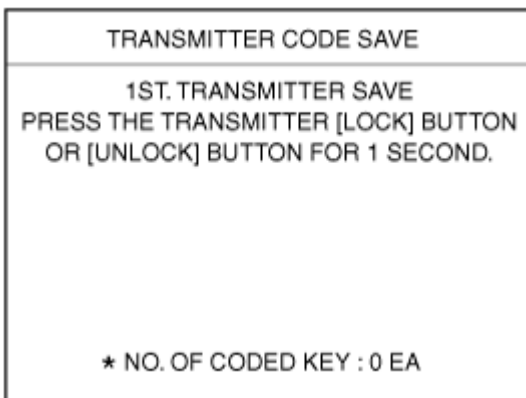 TRANSMITTER CODE SAVE
1ST. TRANSMITTER SAVE
PRESS THE TRANSMITTER [LOCK] BUTTON
OR [UNLOCK] BUTTON FOR 1 SECOND.
* NO. OF CODED KEY : 0 EA